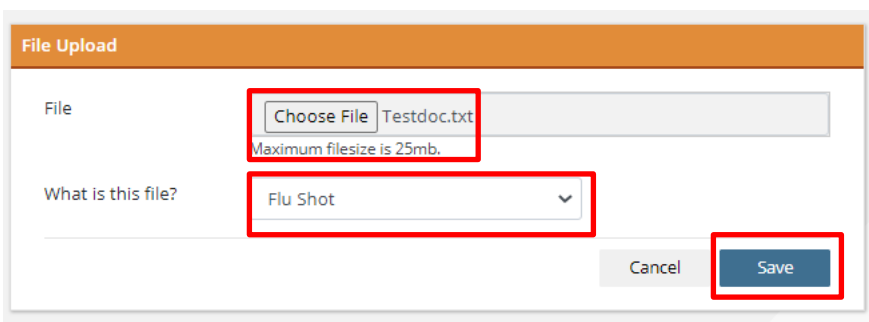 File Upload
File
Choose File Testdoc.txt
Maximum filesize is 25mb.
What is this file?
Flu Shot
Cancel
Save